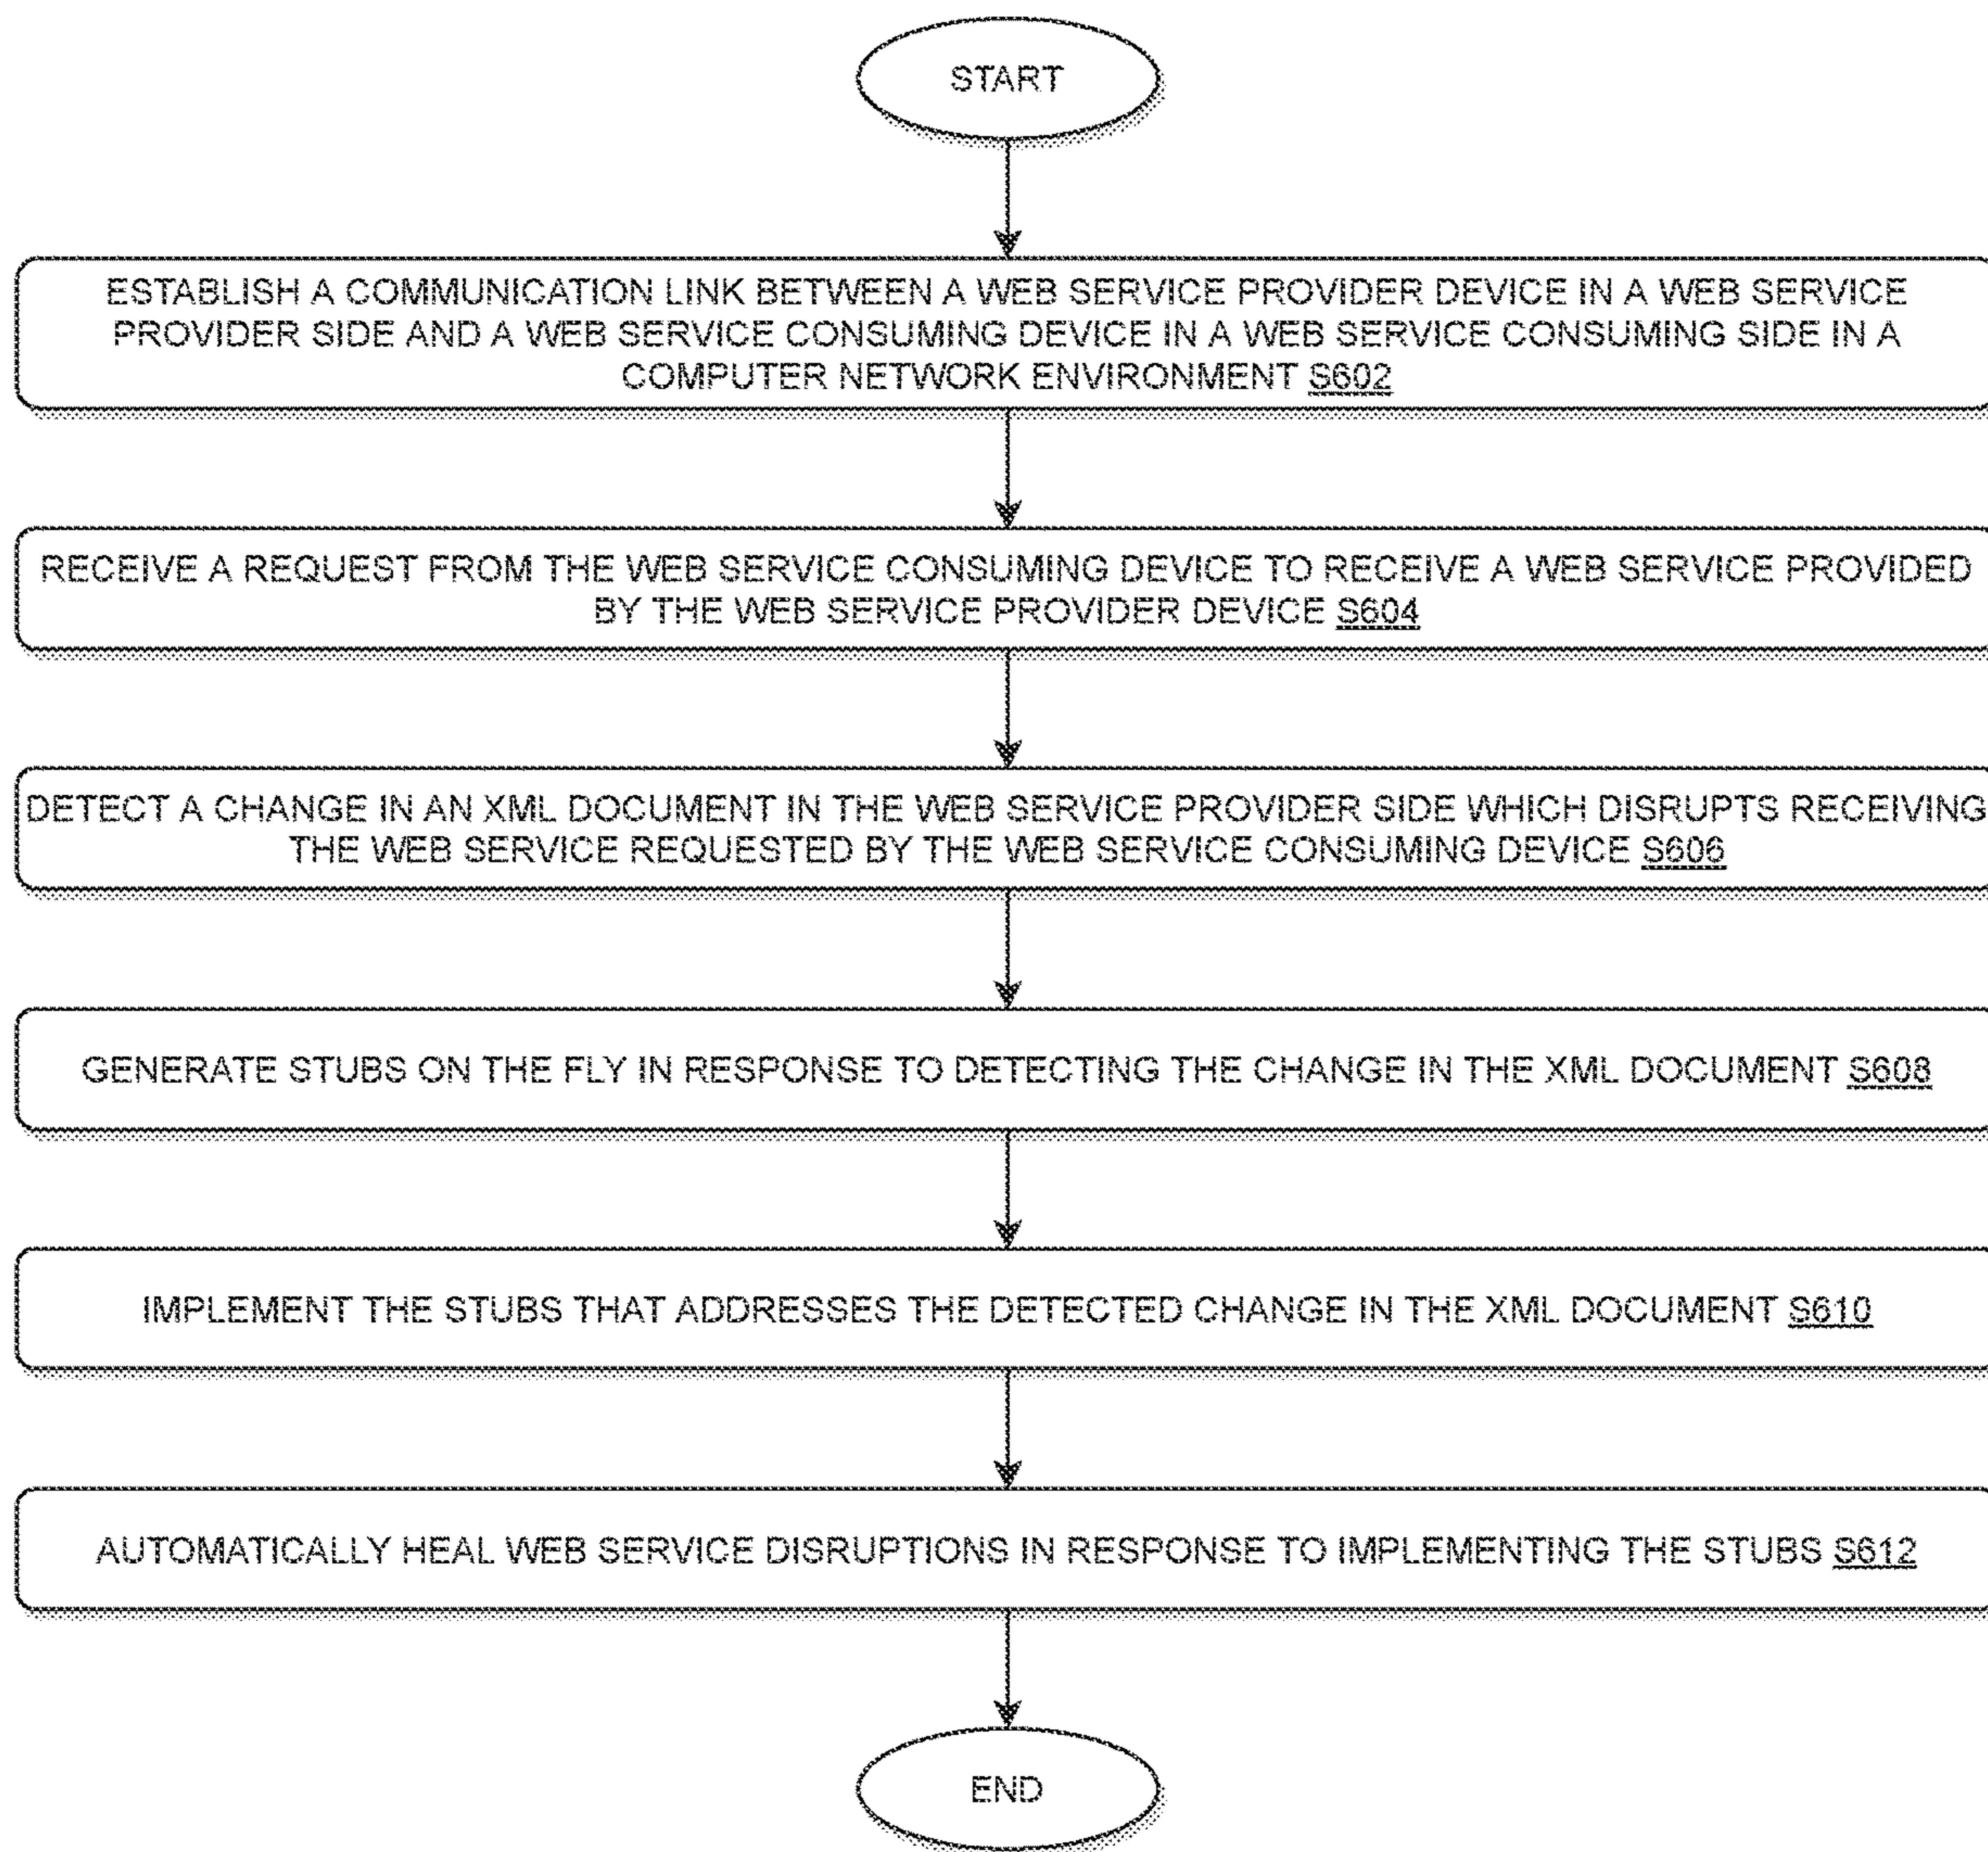 START
ESTABLISH A COMMUNICATION LINK BETWEEN A WEB SERVICE PROVIDER DEVICE IN A WEB SERVICE
PROVIDER SIDE AND A WEB SERVICE CONSUMING DEVICE IN A WEB SERVICE CONSUMING SIDE IN A
COMPUTER NETWORK ENVIRONMENT S602
RECEIVE A REQUEST FROM THE WEB SERVICE CONSUMING DEVICE TO RECEIVE A WEB SERVICE PROVIDED
BY THE WEB SERVICE PROVIDER DEVICE S604
DETECT A CHANGE IN AN XML DOCUMENT IN THE WEB SERVICE PROVIDER SIDE WHICH DISRUPTS RECEIVING
THE WEB SERVICE REQUESTED BY THE WEB SERVICE CONSUMING DEVICE S606
GENERATE STUBS ON THE FLY IN RESPONSE TO DETECTING THE CHANGE IN THE XML DOCUMENT S608
IMPLEMENT THE STUBS THAT ADDRESSES THE DETECTED CHANGE IN THE XML DOCUMENT S610
AUTOMATICALLY HEAL WEB SERVICE DISRUPTIONS IN RESPONSE TO IMPLEMENTING THE STUBS S612
END